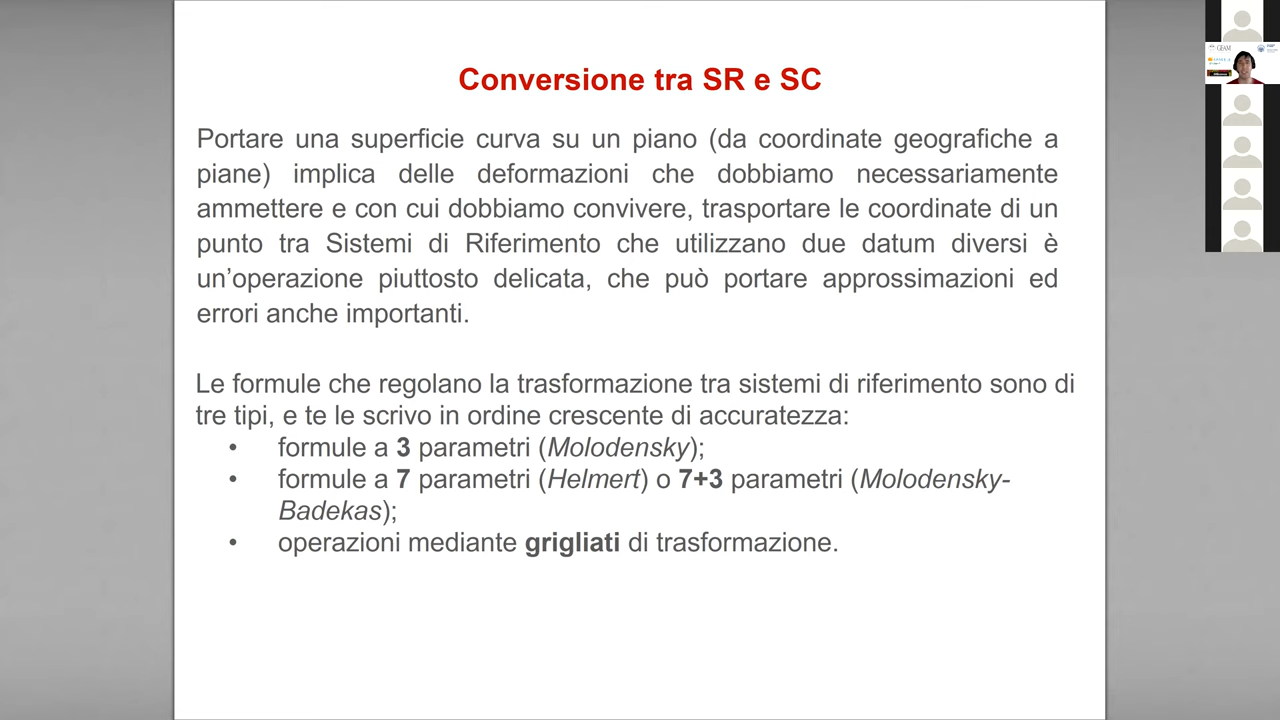 Conversione tra SR e SC
Portare una superficie curva su un piano (da coordinate geografiche a
piane) implica delle deformazioni che dobbiamo necessariamente
ammettere e con cui dobbiamo convivere, trasportare le coordinate di un
punto tra Sistemi di Riferimento che utilizzano due datum diversi è
un’operazione piuttosto delicata, che può portare approssimazioni ed
errori anche importanti.
Le formule che regolano la trasformazione tra sistemi di riferimento sono di
tre tipi, e te le scrivo in ordine crescente di accuratezza:
• formule a 3 parametri (Molodensky);
• formule a 7 parametri (Helmert) o 7+3 parametri (Molodensky-
Badekas);
• operazioni mediante grigliati di trasformazione.
GEAM